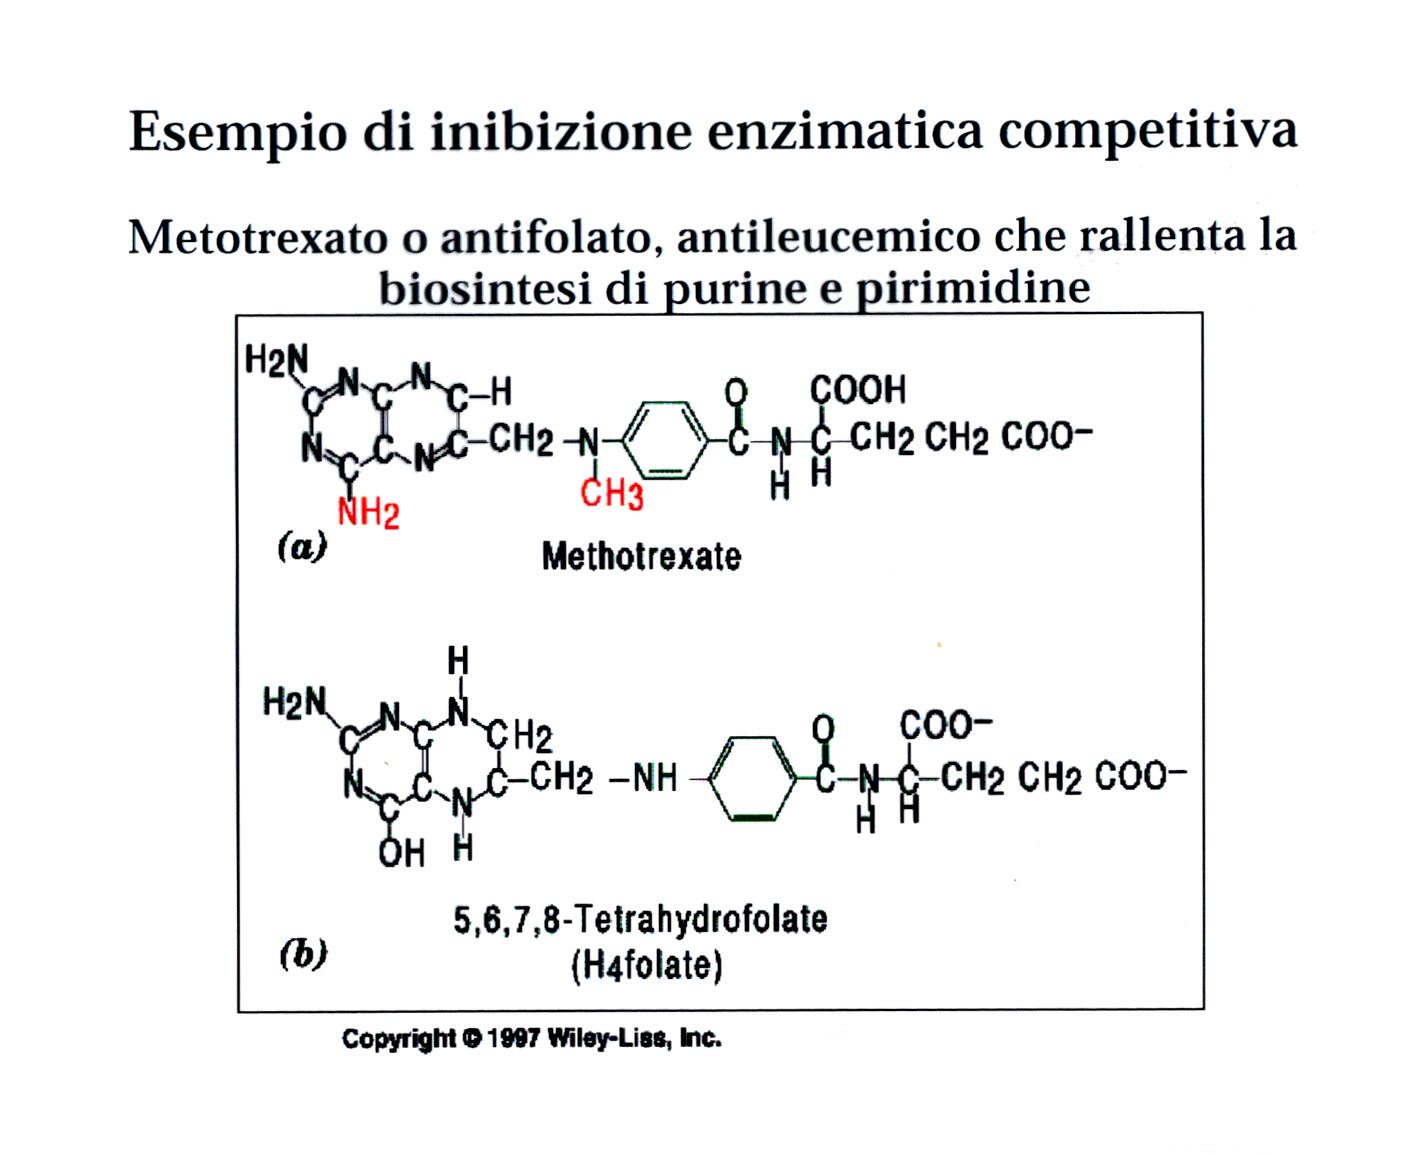 Esempio di inibizione enzimatica competitiva
Metotrexato o antifolato, antileucemico che rallenta la
biosintesi di purine e pirimidine
H2N N C N C-H
C
N C C N C-CH2-N C-N-C-CH2 CH2 COO-
O COOH
H H
CH3
NH2
(a)
Methotrexate
H
H2N N C N CH2
C
N C C N C-CH2-NH C-N-C-CH2 CH2 COO-
O COO-
H H
OH H
5,6,7,8-Tetrahydrofolate
(b)
(H4folate)
Copyright © 1997 Wiley-Liss, Inc.